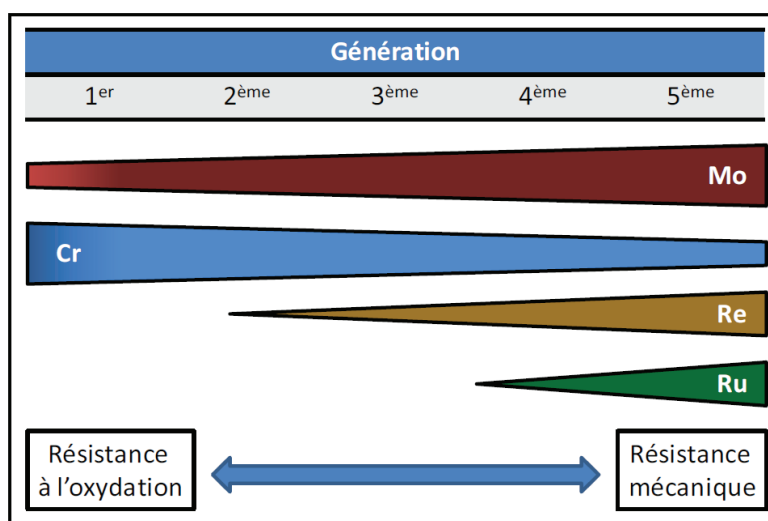 Génération
1er 2ème 3ème 4ème 5ème
Mo
Cr
Re
Ru
Résistance
à l'oxydation
Résistance
mécanique